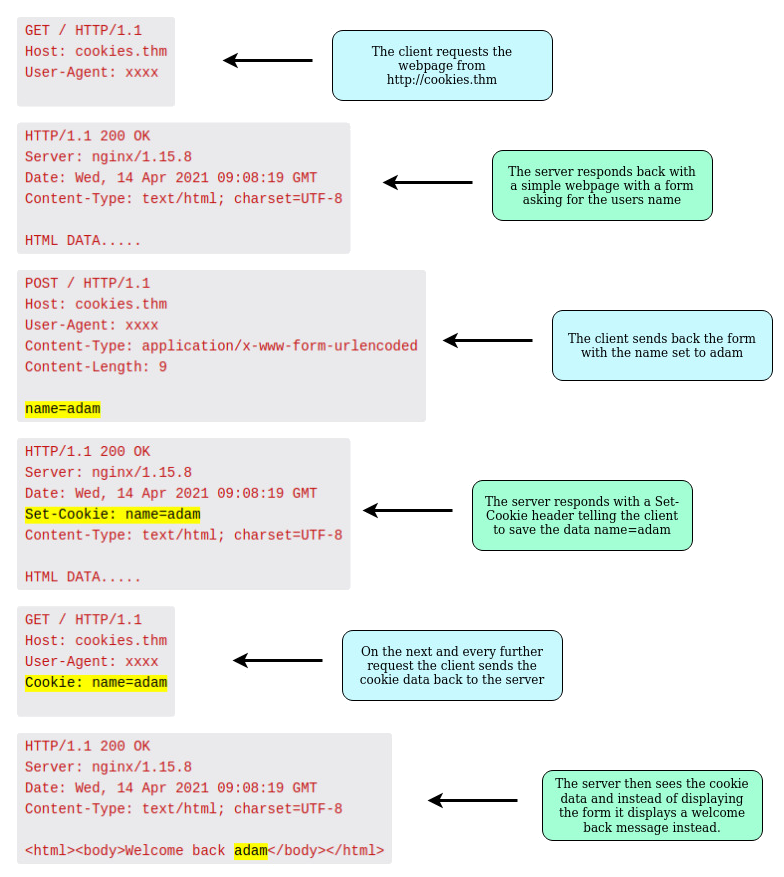 GET / HTTP/1.1
Host: cookies.thm
User-Agent: xxxx
The client requests the
webpage from
http://cookies.thm
HTTP/1.1 200 OK
Server: nginx/1.15.8
Date: Wed, 14 Apr 2021 09:08:19 GMT
Content-Type: text/html; charset=UTF-8
HTML DATA.....
The server responds back with
a simple webpage with a form
asking for the users name
POST / HTTP/1.1
Host: cookies.thm
User-Agent: xxxx
Content-Type: application/x-www-form-urlencoded
Content-Length: 9
name=adam
The client sends back the form
with the name set to adam
HTTP/1.1 200 OK
Server: nginx/1.15.8
Date: Wed, 14 Apr 2021 09:08:19 GMT
Set-Cookie: name=adam
Content-Type: text/html; charset=UTF-8
HTML DATA.....
The server responds with a Set-
Cookie header telling the client
to save the data name=adam
GET / HTTP/1.1
Host: cookies.thm
User-Agent: xxxx
Cookie: name=adam
On the next and every further
request the client sends the
cookie data back to the server
HTTP/1.1 200 OK
Server: nginx/1.15.8
Date: Wed, 14 Apr 2021 09:08:19 GMT
Content-Type: text/html; charset=UTF-8
<html><body>Welcome back adam</body></html>
The server then sees the cookie
data and instead of displaying
the form it displays a welcome
back message instead.